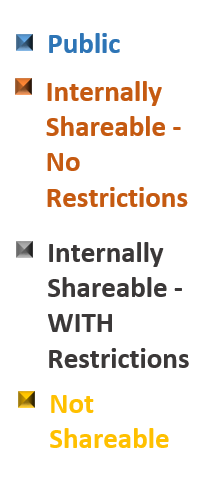 Public
Internally
Shareable -
No
Restrictions
Internally
Shareable -
WITH
Restrictions
Not
Shareable